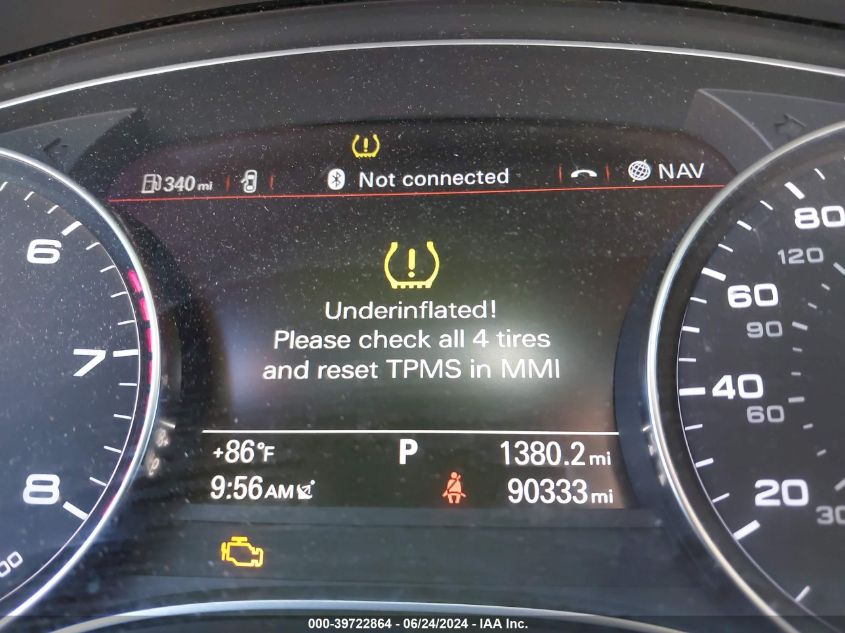 340 mi
Not connected
NAV
Underinflated!
Please check all 4 tires
and reset TPMS in MMI
+86°F
P
1380.2 mi
9:56 AM
90333 mi
6
7
8
80
120
60
90
40
60
20
30
000-39722864 / 06/24/2024 - IAA Inc.